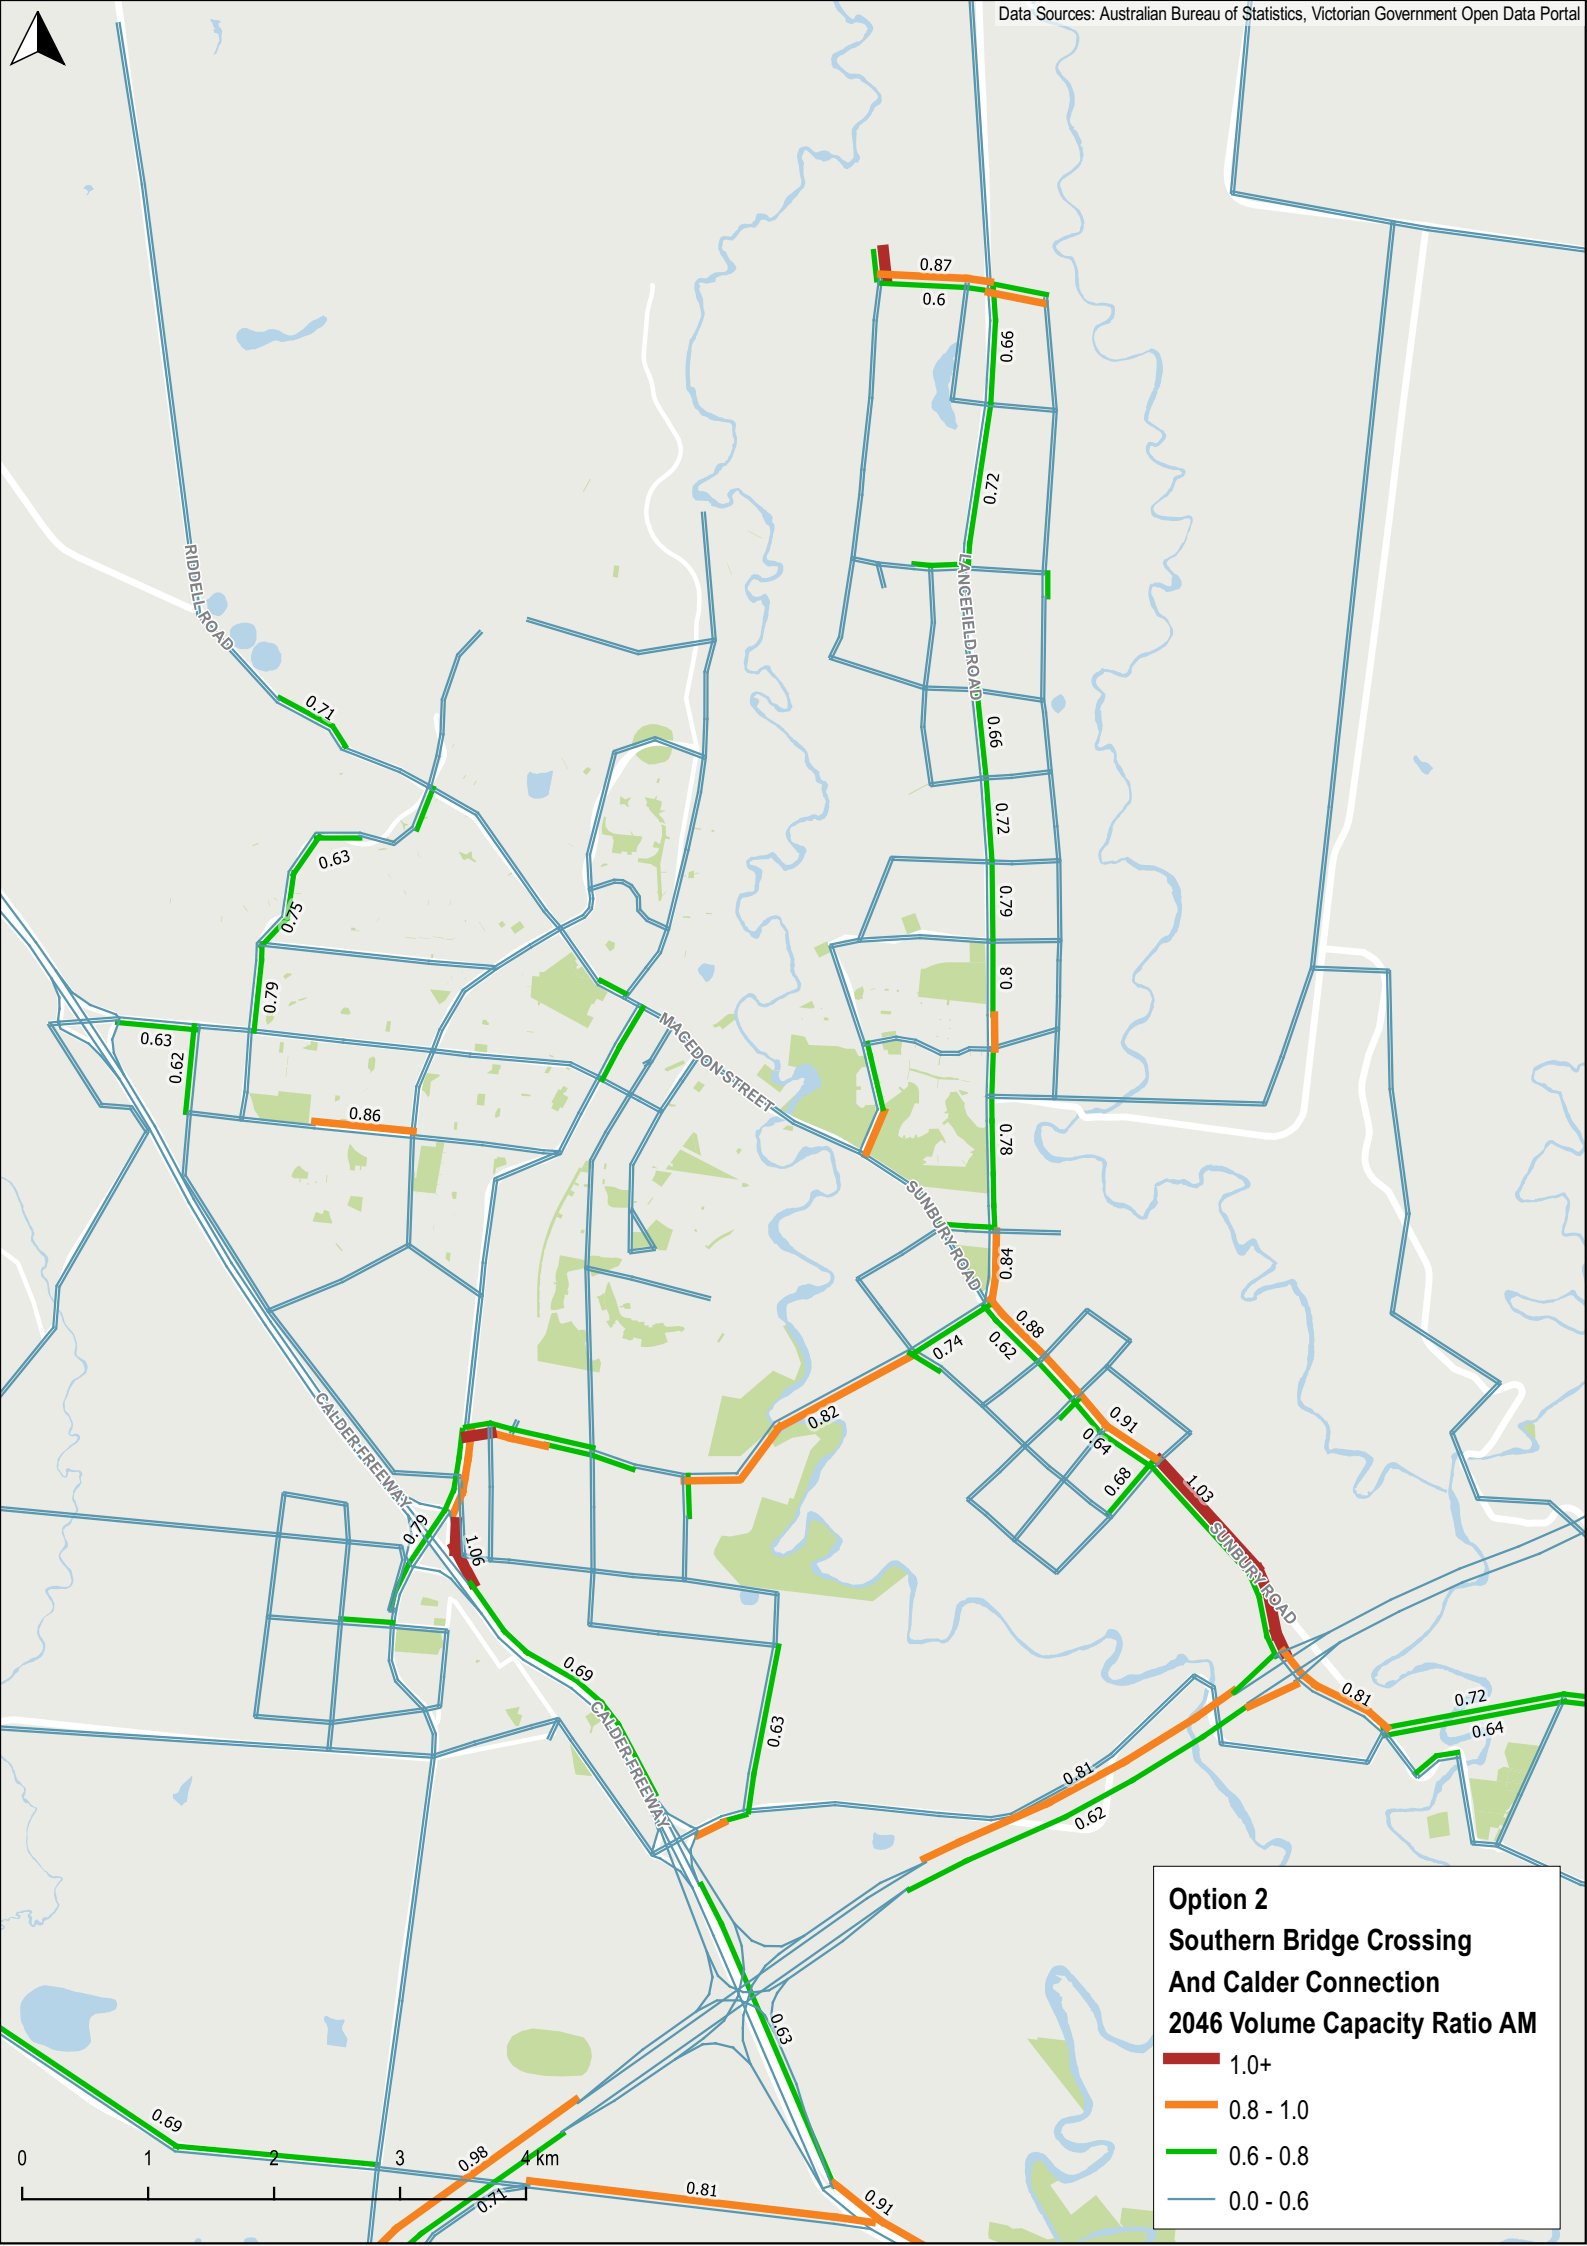 Data Sources: Australian Bureau of Statistics, Victorian Government Open Data Portal
0.87
0.6
0.66
0.72
RIDDELL ROAD
LANCEFIELD ROAD
0.71
0.66
0.72
0.63
0.75
0.79
0.79
0.8
0.63
0.62
MACEDON STREET
0.86
0.78
SUNBURY ROAD
0.84
0.88
0.62
0.74
CALDER FREEWAY
0.82
0.91
0.64
0.68
1.03
0.79
1.06
SUNBURY ROAD
0.69
0.63
CALDER FREEWAY
0.81
0.72
0.64
0.81
0.62
0.63
0.69
0.98
0.71
0.81
0.91
0 1 2 3 4 km
Option 2
Southern Bridge Crossing
And Calder Connection
2046 Volume Capacity Ratio AM
1.0+
0.8 - 1.0
0.6 - 0.8
0.0 - 0.6